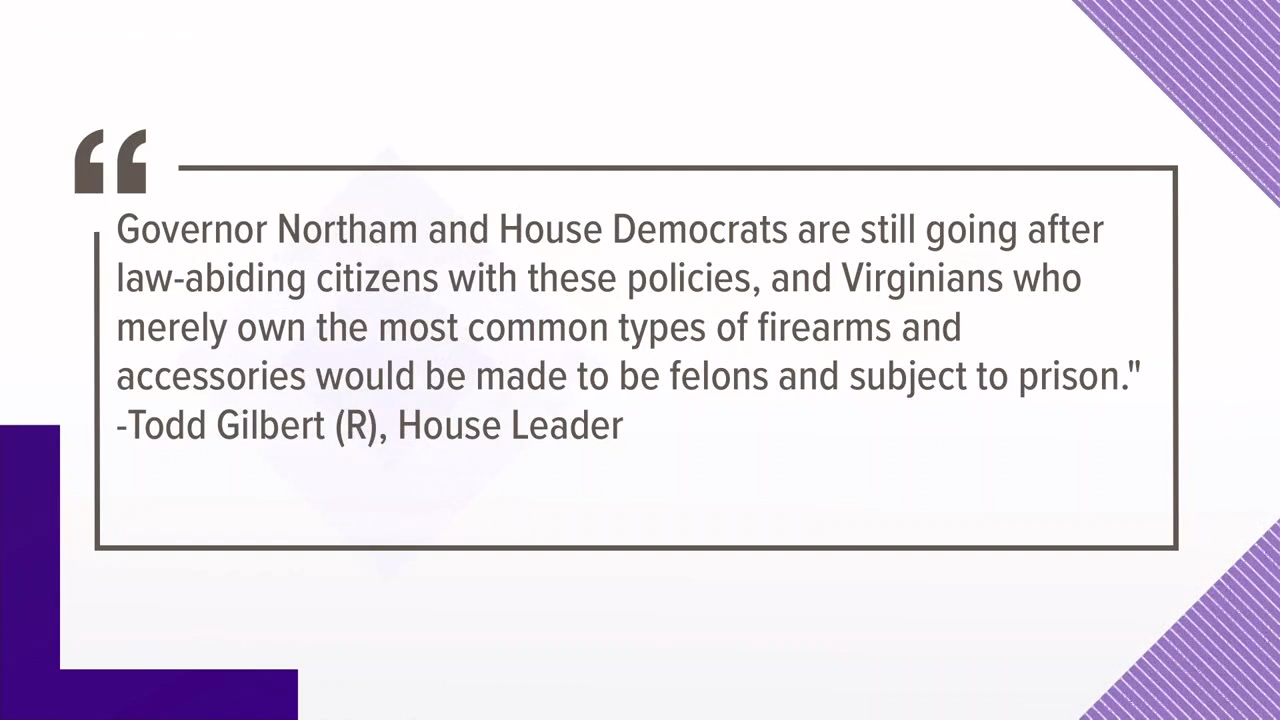 “
Governor Northam and House Democrats are still going after
law-abiding citizens with these policies, and Virginians who
merely own the most common types of firearms and
accessories would be made to be felons and subject to prison."
-Todd Gilbert (R), House Leader